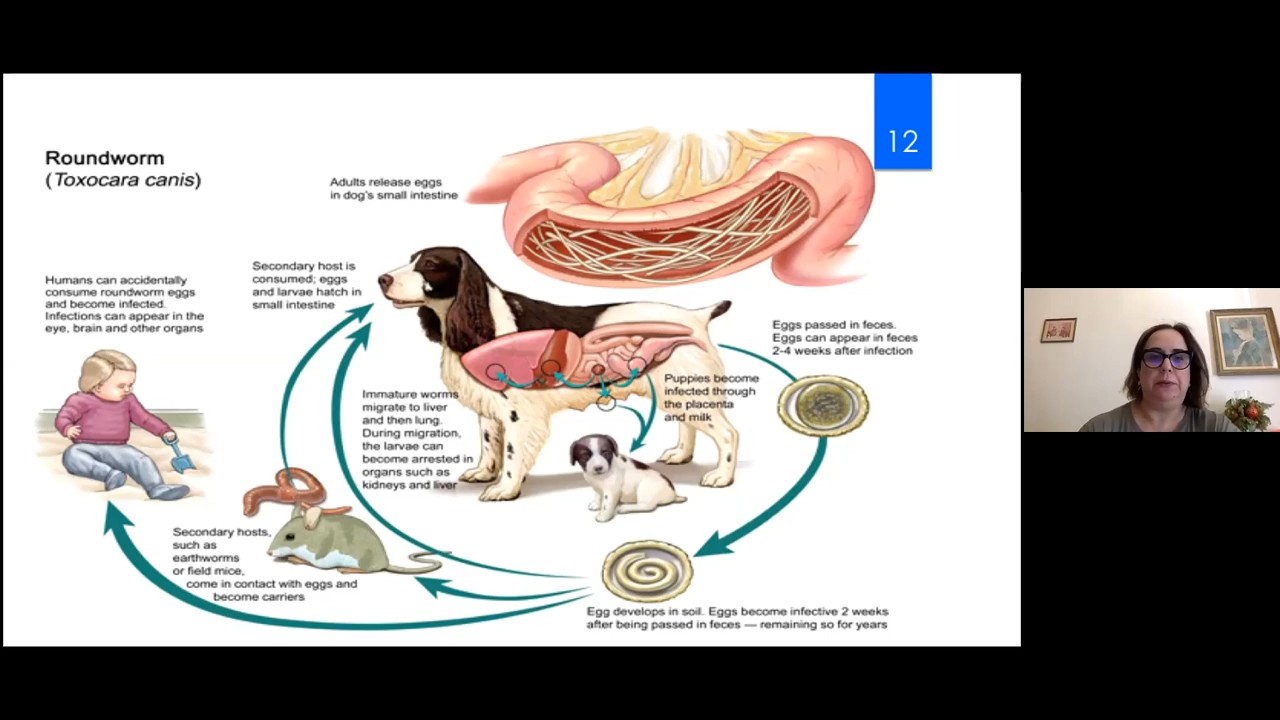 12
Roundworm
(Toxocara canis)
Adults release eggs
in dog's small intestine
Secondary host is
consumed; eggs
and larvae hatch in
small intestine
Humans can accidentally
consume roundworm eggs
and become infected.
Infections can appear in the
eye, brain and other organs
Eggs passed in feces.
Eggs can appear in feces
2-4 weeks after infection
Puppies become
infected through
the placenta
and milk
Immature worms
migrate to liver
and then lung.
During migration,
the larvae can
become arrested in
organs such as
kidneys and liver
Secondary hosts,
such as
earthworms
or field mice,
come in contact with eggs and
become carriers
Egg develops in soil. Eggs become infective 2 weeks
after being passed in feces — remaining so for years